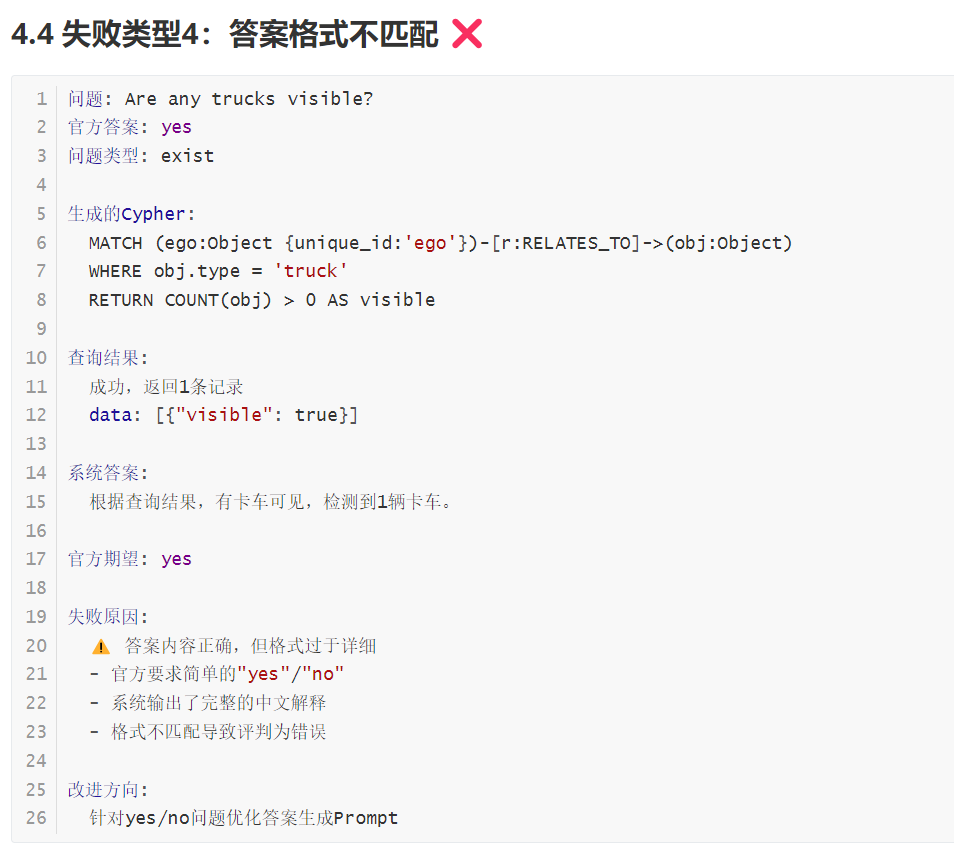 4.4 失败类型4：答案格式不匹配 ❌
1 问题: Are any trucks visible?
2 官方答案: yes
3 问题类型: exist
4
5 生成的Cypher:
6 MATCH (ego:Object {unique_id:'ego'})-[r:RELATES_TO]->(obj:Object)
7 WHERE obj.type = 'truck'
8 RETURN COUNT(obj) > 0 AS visible
9
10 查询结果:
11 成功，返回1条记录
12 data: [{"visible": true}]
13
14 系统答案:
15 根据查询结果，有卡车可见，检测到1辆卡车。
16
17 官方期望: yes
18
19 失败原因:
20 ⚠️ 答案内容正确，但格式过于详细
21 - 官方要求简单的"yes"/"no"
22 - 系统输出了完整的中文解释
23 - 格式不匹配导致评判为错误
24
25 改进方向:
26 针对yes/no问题优化答案生成Prompt